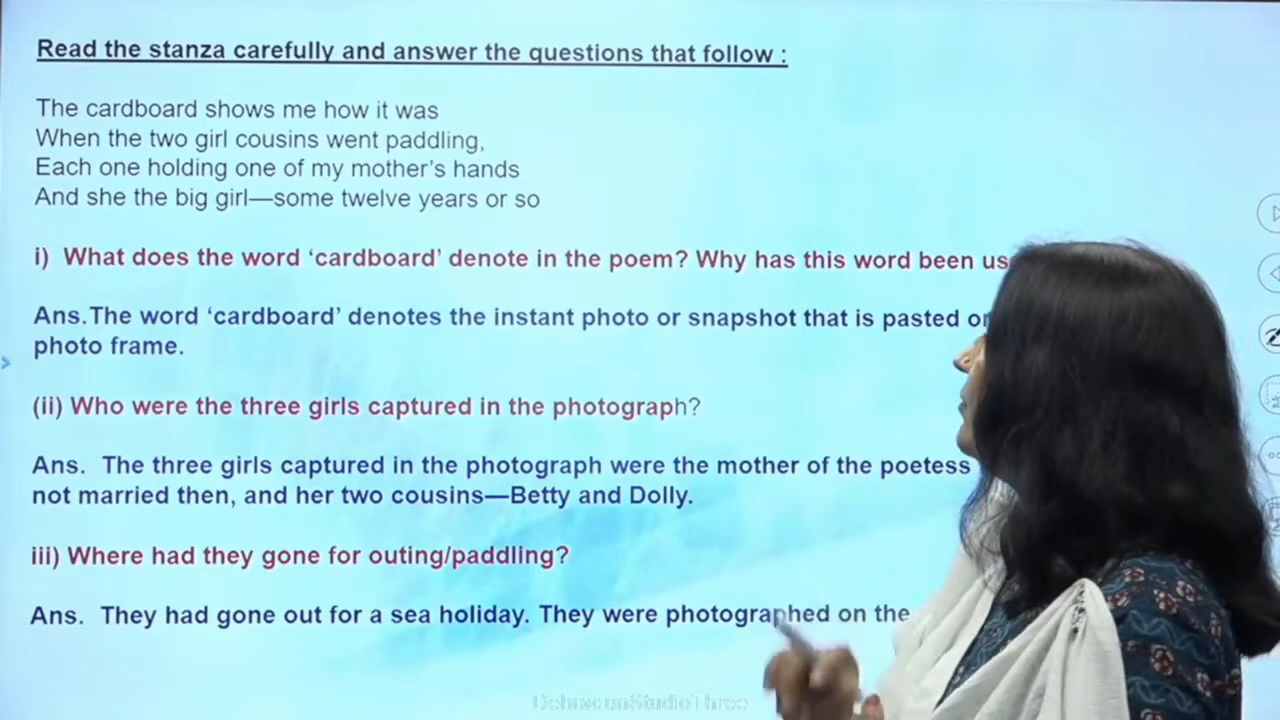 Read the stanza carefully and answer the questions that follow :
The cardboard shows me how it was
When the two girl cousins went paddling,
Each one holding one of my mother's hands
And she the big girl—some twelve years or so
i) What does the word ‘cardboard’ denote in the poem? Why has this word been us
Ans.The word ‘cardboard’ denotes the instant photo or snapshot that is pasted
photo frame.
(ii) Who were the three girls captured in the photograph?
Ans. The three girls captured in the photograph were the mother of the poetess
not married then, and her two cousins—Betty and Dolly.
iii) Where had they gone for outing/paddling?
Ans. They had gone out for a sea holiday. They were photographed on the